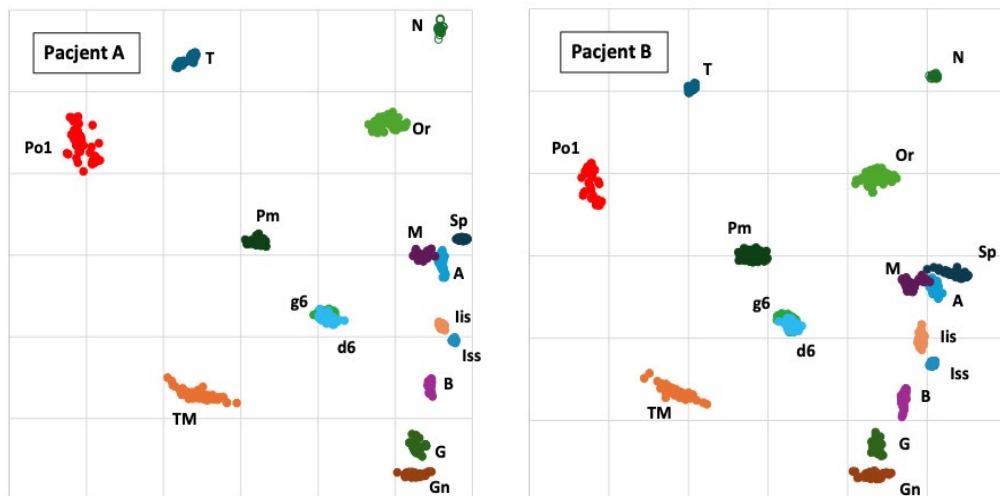 Pacjent A
T
N
Or
Po1
Pm
Sp
M
A
g6
d6
Iis
Iss
TM
B
G
Gn
Pacjent B
T
N
Po1
Or
Pm
Sp
M
A
g6
d6
Iis
Iss
TM
B
G
Gn